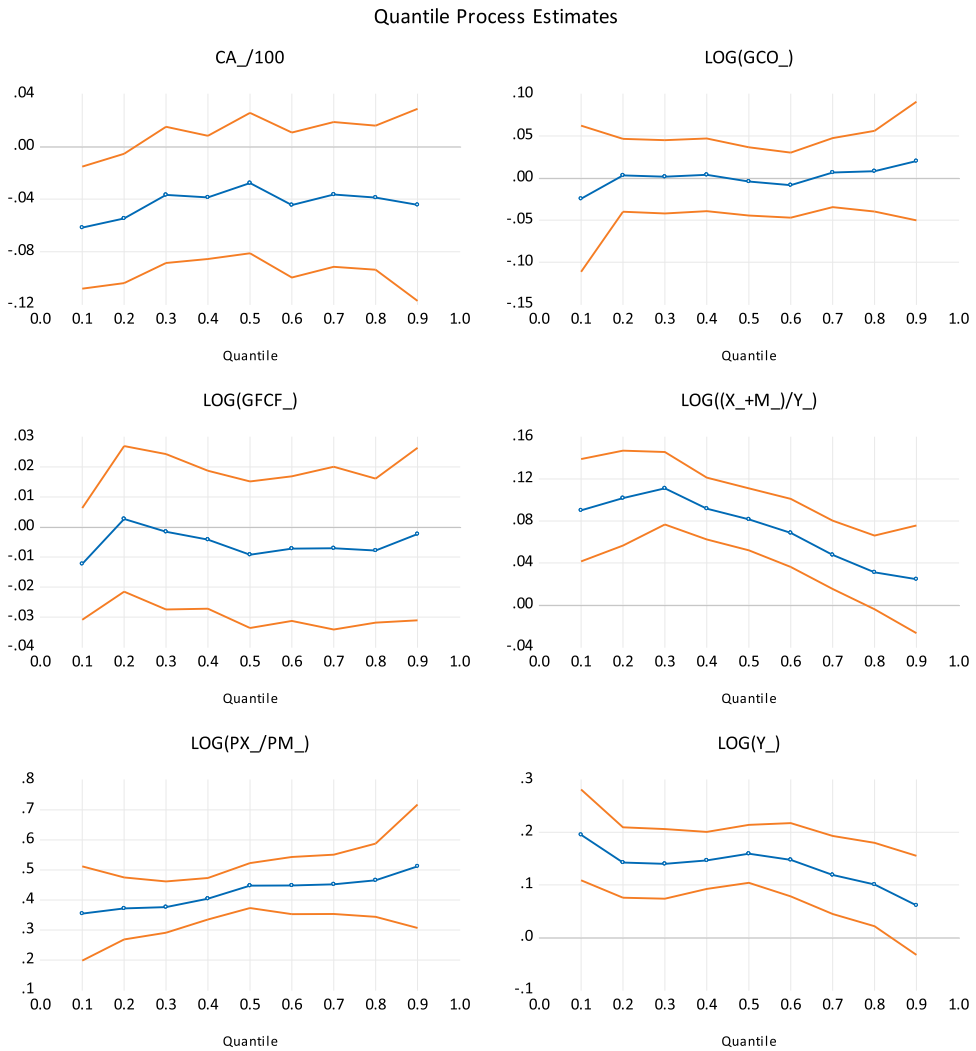 Quantile Process Estimates
CA_/100
.04
.00
-.04
-.08
-.12
0.0 0.1 0.2 0.3 0.4 0.5 0.6 0.7 0.8 0.9 1.0
Quantile
LOG(GCO_)
.10
.05
.00
-.05
-.10
-.15
0.0 0.1 0.2 0.3 0.4 0.5 0.6 0.7 0.8 0.9 1.0
Quantile
LOG(GFCF_)
.03
.02
.01
.00
-.01
-.02
-.03
-.04
0.0 0.1 0.2 0.3 0.4 0.5 0.6 0.7 0.8 0.9 1.0
Quantile
LOG((X_+M_)/Y_)
.16
.12
.08
.04
.00
-.04
0.0 0.1 0.2 0.3 0.4 0.5 0.6 0.7 0.8 0.9 1.0
Quantile
LOG(PX_/PM_)
.8
.7
.6
.5
.4
.3
.2
.1
0.0 0.1 0.2 0.3 0.4 0.5 0.6 0.7 0.8 0.9 1.0
Quantile
LOG(Y_)
.3
.2
.1
.0
-.1
0.0 0.1 0.2 0.3 0.4 0.5 0.6 0.7 0.8 0.9 1.0
Quantile